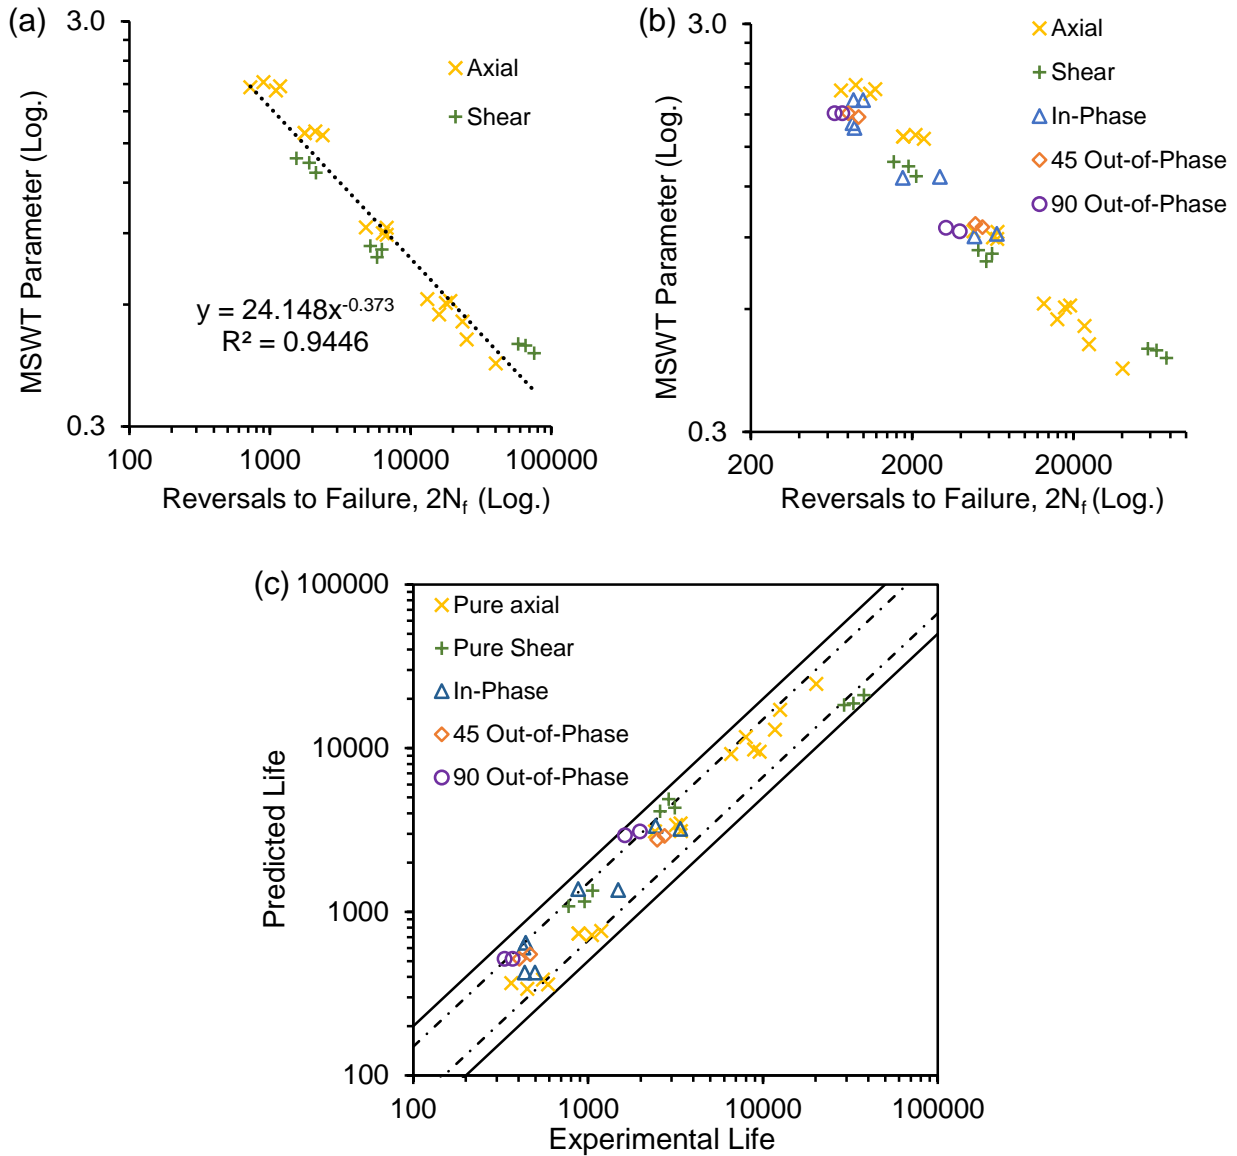 (a)
3.0
0.3
MSWT Parameter (Log.)
Axial
Shear
y = 24.148x^-0.373
R² = 0.9446
100 1000 10000 100000
Reversals to Failure, 2Nf (Log.)
(b)
3.0
0.3
MSWT Parameter (Log.)
Axial
Shear
In-Phase
45 Out-of-Phase
90 Out-of-Phase
200 2000 20000
Reversals to Failure, 2Nf (Log.)
(c)
100000
10000
1000
100
Predicted Life
Pure axial
Pure Shear
In-Phase
45 Out-of-Phase
90 Out-of-Phase
100 1000 10000 100000
Experimental Life